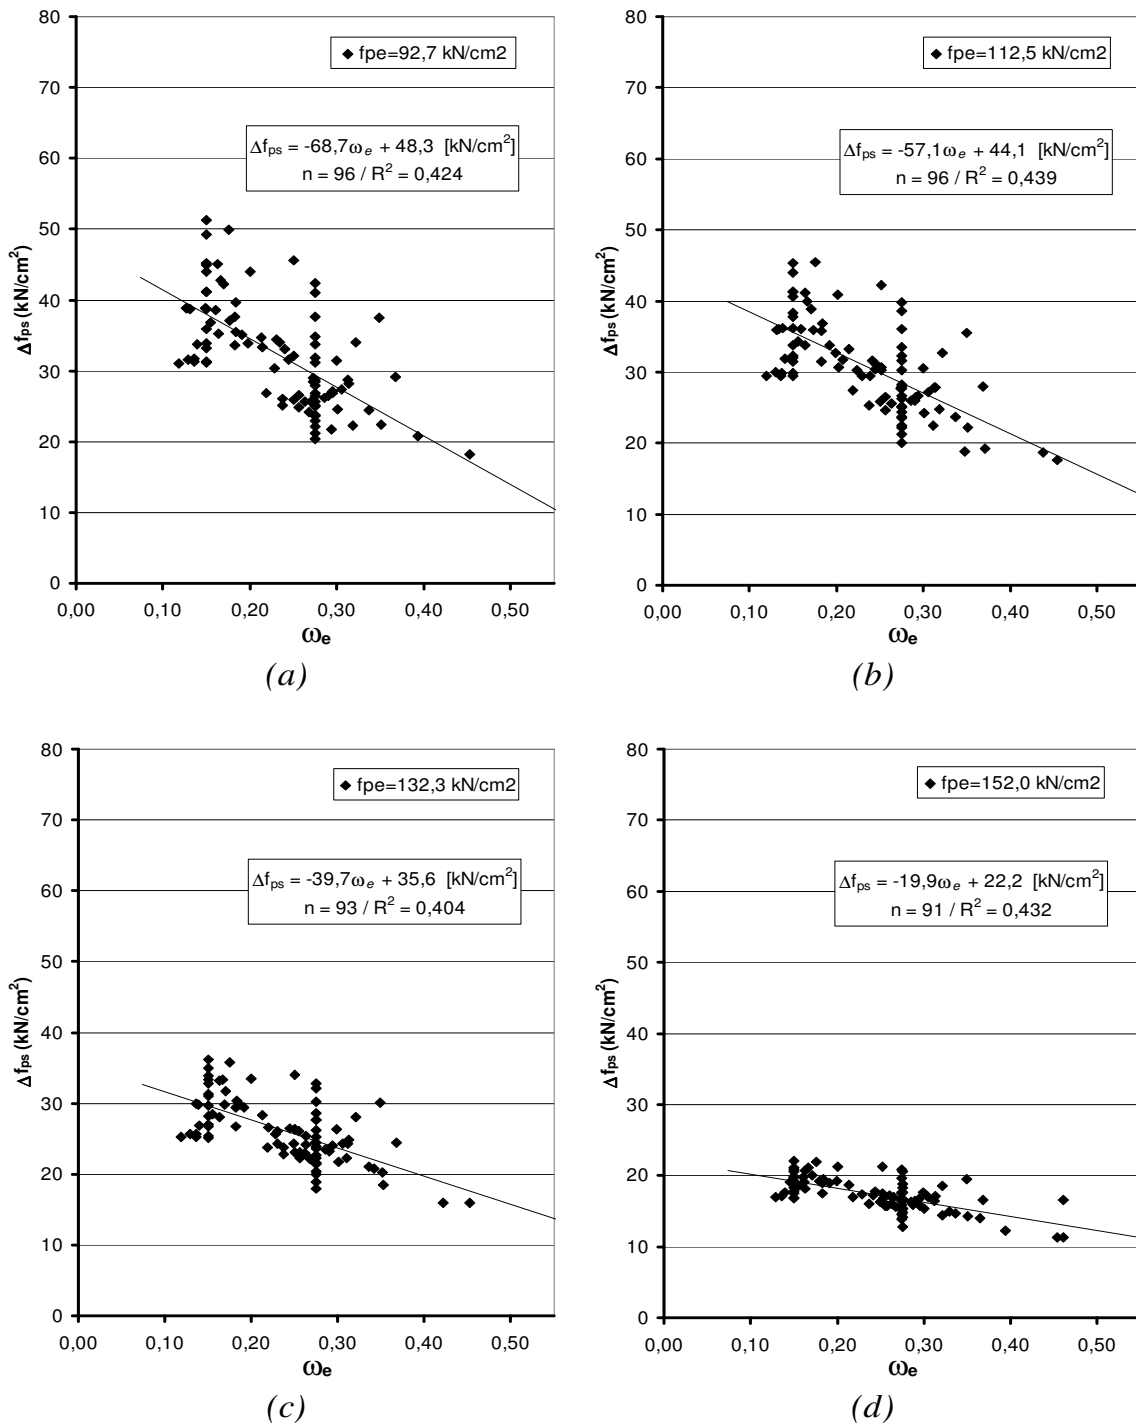 80
70
60
50
40
30
20
10
0
Δfps (kN/cm²)
fpe=92,7 kN/cm2
Δfps = -68,7ωe + 48,3 [kN/cm²]
n = 96 / R² = 0,424
0,00 0,10 0,20 0,30 0,40 0,50
ωe
(a)
80
70
60
50
40
30
20
10
0
Δfps (kN/cm²)
fpe=112,5 kN/cm2
Δfps = -57,1ωe + 44,1 [kN/cm²]
n = 96 / R² = 0,439
0,00 0,10 0,20 0,30 0,40 0,50
ωe
(b)
80
70
60
50
40
30
20
10
0
Δfps (kN/cm²)
fpe=132,3 kN/cm2
Δfps = -39,7ωe + 35,6 [kN/cm²]
n = 93 / R² = 0,404
0,00 0,10 0,20 0,30 0,40 0,50
ωe
(c)
80
70
60
50
40
30
20
10
0
Δfps (kN/cm²)
fpe=152,0 kN/cm2
Δfps = -19,9ωe + 22,2 [kN/cm²]
n = 91 / R² = 0,432
0,00 0,10 0,20 0,30 0,40 0,50
ωe
(d)